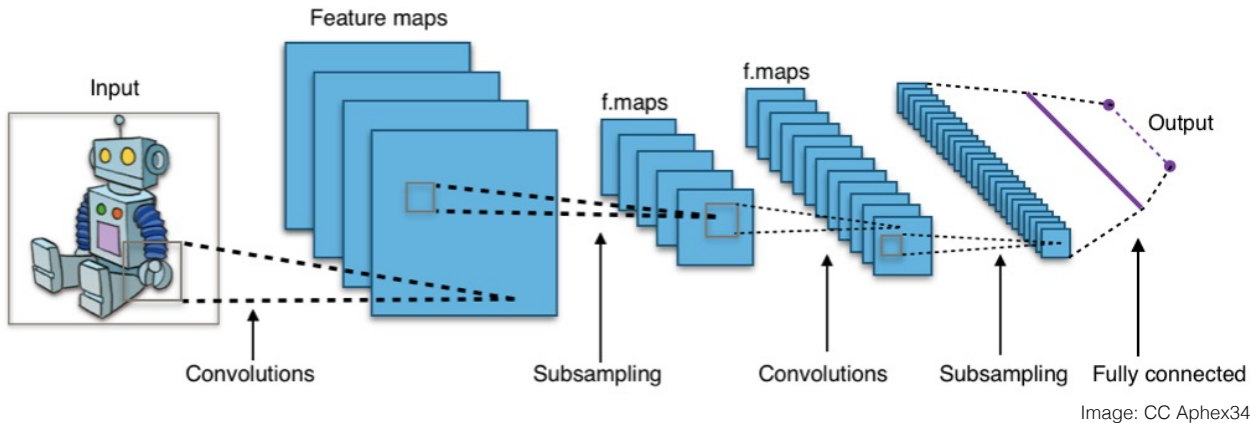 Feature maps
Input
f.maps
f.maps
Output
Convolutions
Subsampling
Convolutions
Subsampling
Fully connected
Image: CC Aphex34